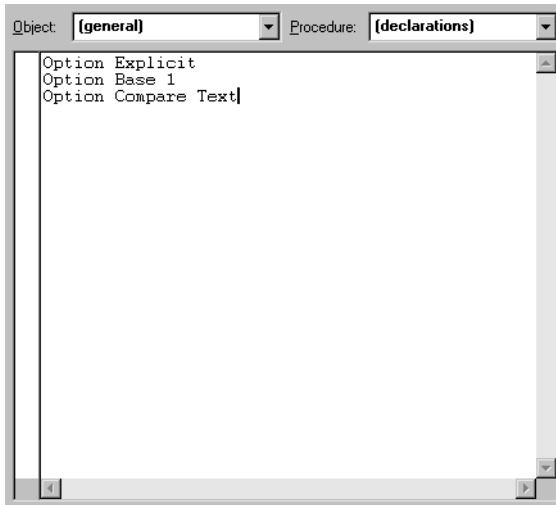 Object: (general) Procedure: (declarations)
Option Explicit
Option Base 1
Option Compare Text